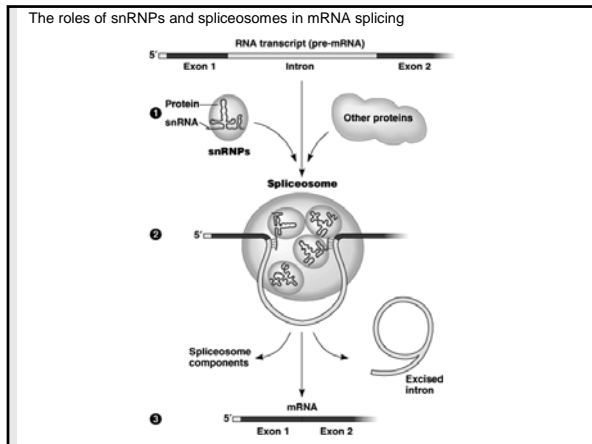 The roles of snRNPs and spliceosomes in mRNA splicing
RNA transcript (pre-mRNA)
5′
Exon 1 Intron Exon 2
1
Protein
snRNA
snRNPs
Other proteins
Spliceosome
2
5′
Spliceosome
components
Excised
intron
mRNA
3
5′
Exon 1 Exon 2